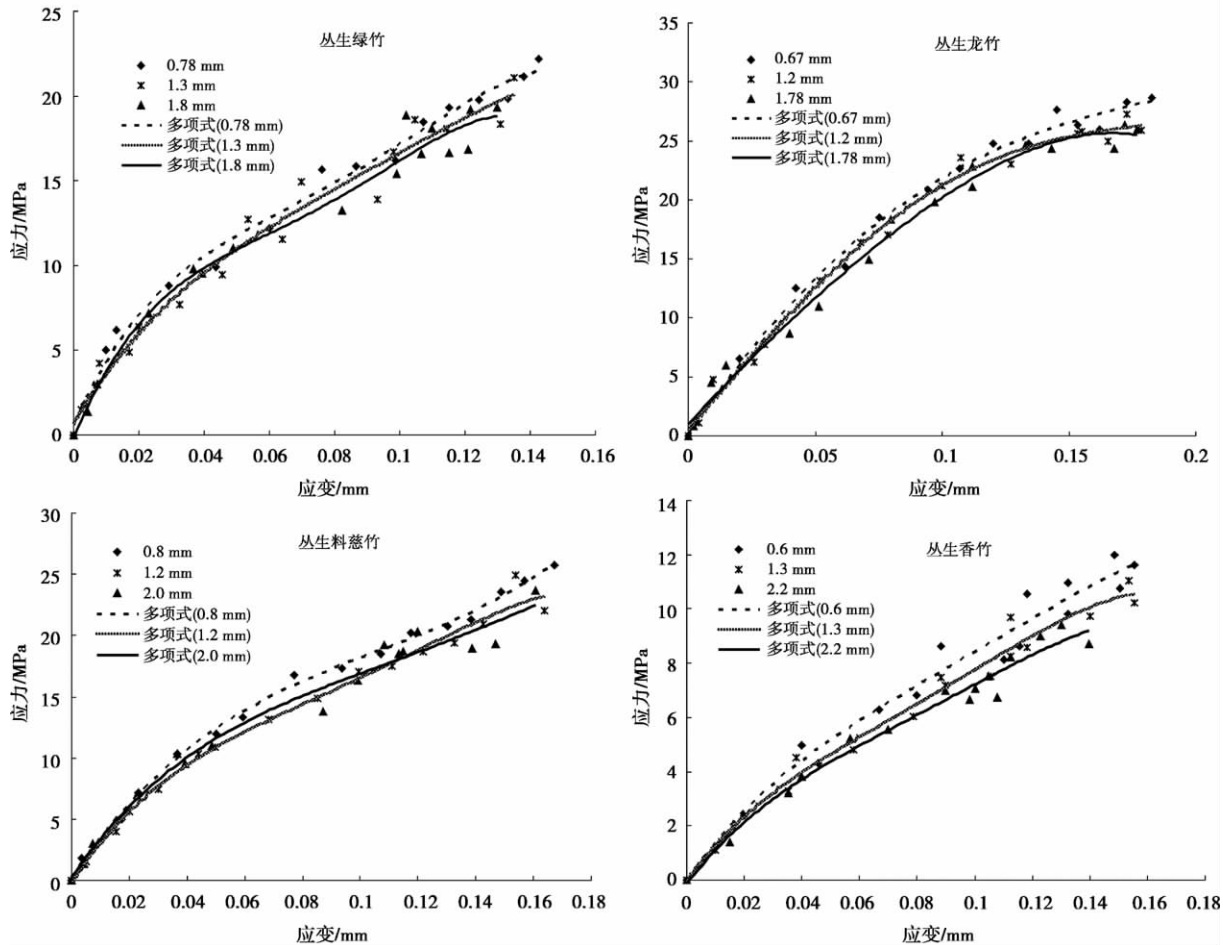 丛生绿竹
0.78 mm
1.3 mm
1.8 mm
多项式(0.78 mm)
多项式(1.3 mm)
多项式(1.8 mm)
应力/MPa
25
20
15
10
5
0
0 0.02 0.04 0.06 0.08 0.1 0.12 0.14 0.16
应变/mm
丛生龙竹
0.67 mm
1.2 mm
1.78 mm
多项式(0.67 mm)
多项式(1.2 mm)
多项式(1.78 mm)
应力/MPa
35
30
25
20
15
10
5
0
0 0.05 0.1 0.15 0.2
应变/mm
丛生料慈竹
0.8 mm
1.2 mm
2.0 mm
多项式(0.8 mm)
多项式(1.2 mm)
多项式(2.0 mm)
应力/MPa
30
25
20
15
10
5
0
0 0.02 0.04 0.06 0.08 0.1 0.12 0.14 0.16 0.18
应变/mm
丛生香竹
0.6 mm
1.3 mm
2.2 mm
多项式(0.6 mm)
多项式(1.3 mm)
多项式(2.2 mm)
应力/MPa
14
12
10
8
6
4
2
0
0 0.02 0.04 0.06 0.08 0.1 0.12 0.14 0.16 0.18
应变/mm